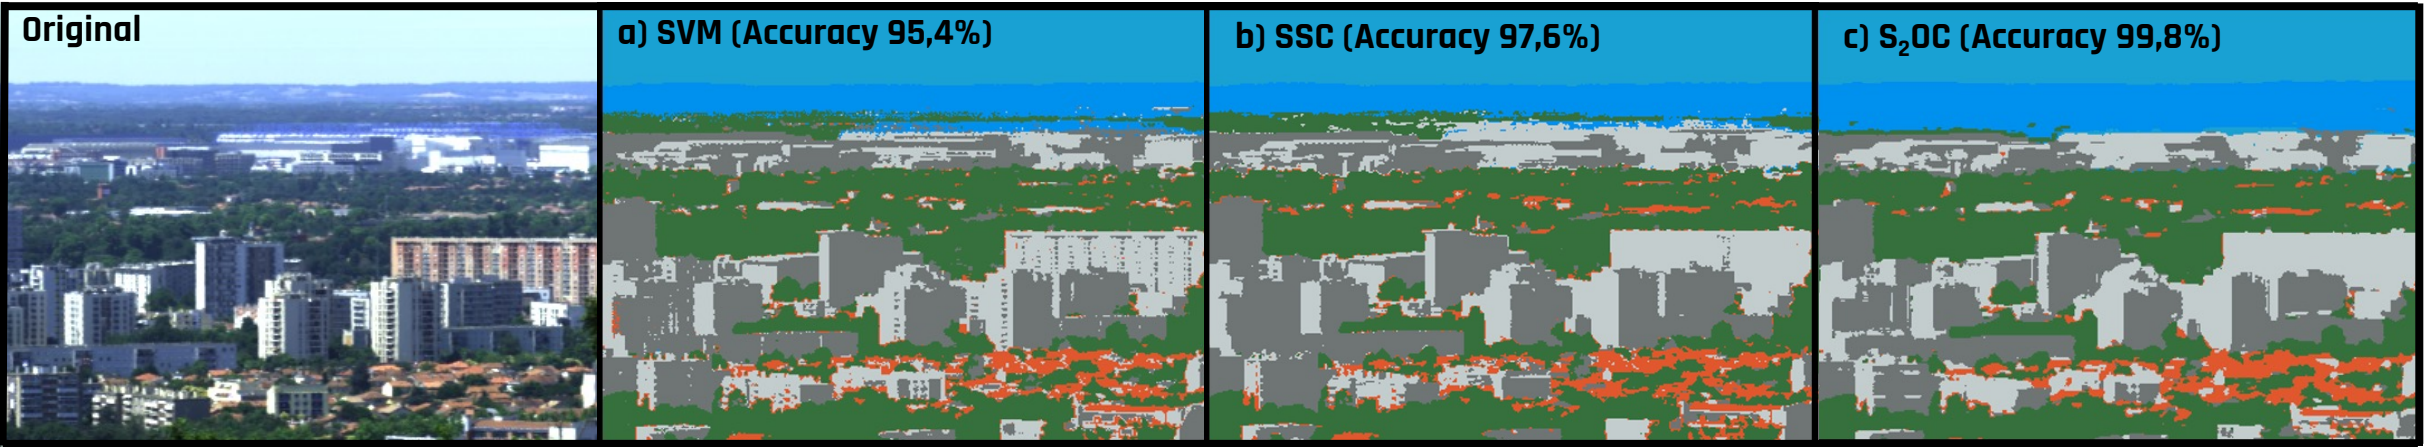 Original
a) SVM (Accuracy 95,4%)
b) SSC (Accuracy 97,6%)
c) S₂OC (Accuracy 99,8%)